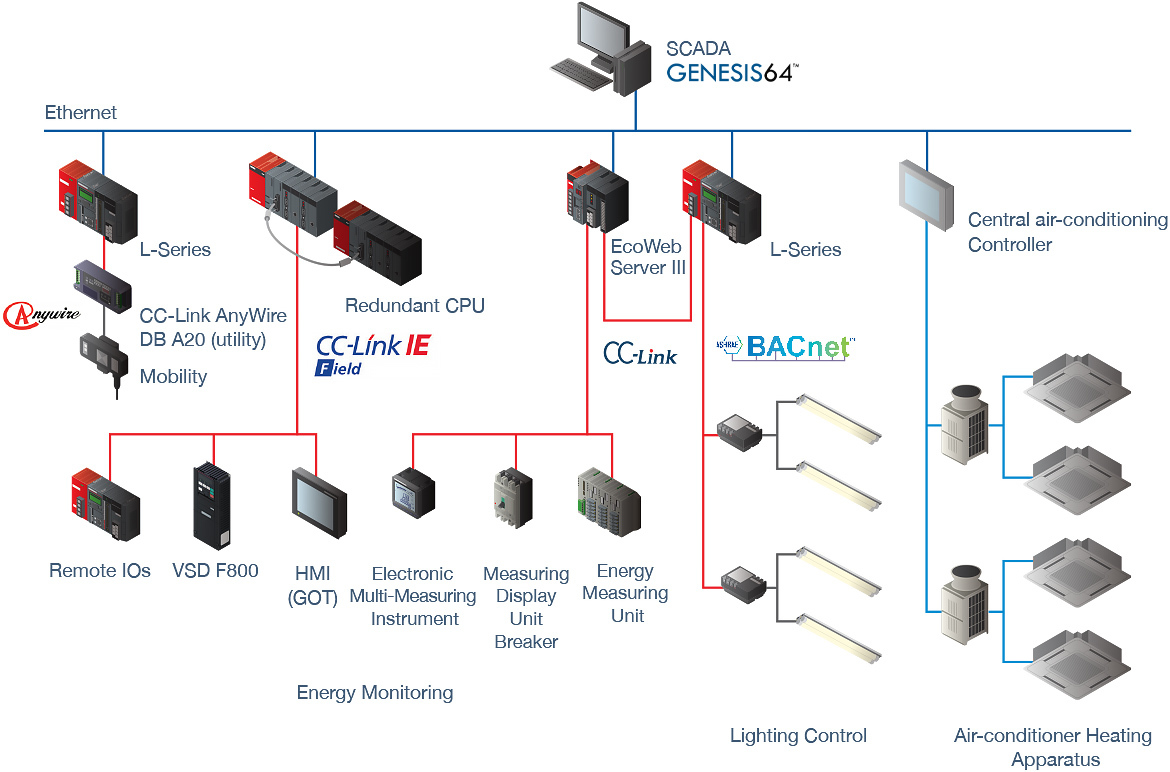 SCADA
GENESIS64™
Ethernet
L-Series
Redundant CPU
EcoWeb
Server III
L-Series
Central air-conditioning
Controller
Anywire
CC-Link AnyWire
DB A20 (utility)
Mobility
CC-Link IE
Field
CC-Link
ASHRAE BACnet™
Remote IOs
VSD F800
HMI
(GOT)
Electronic
Multi-Measuring
Instrument
Measuring
Display
Unit
Breaker
Energy
Measuring
Unit
Energy Monitoring
Lighting Control
Air-conditioner Heating
Apparatus